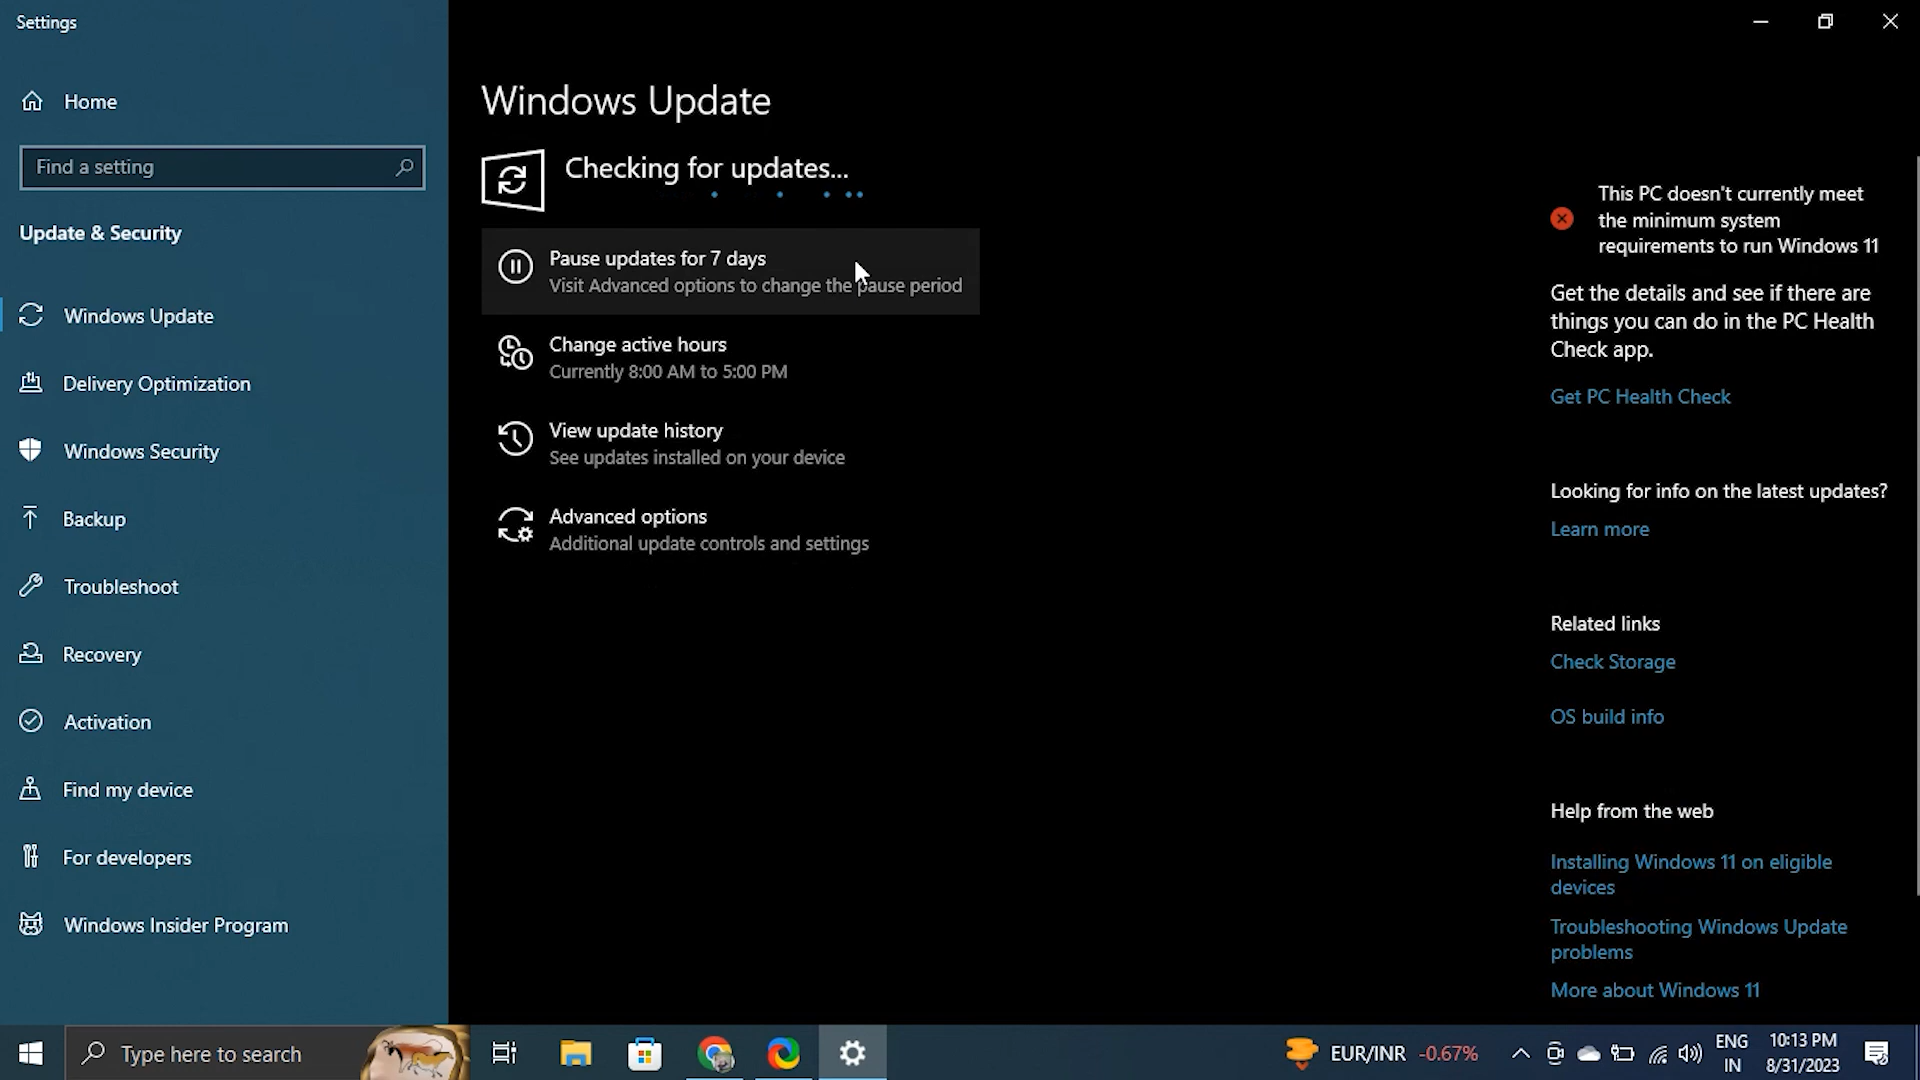 Settings
Home
Find a setting
Update & Security
Windows Update
Delivery Optimization
Windows Security
Backup
Troubleshoot
Recovery
Activation
Find my device
For developers
Windows Insider Program
Windows Update
Checking for updates...
Pause updates for 7 days
Visit Advanced options to change the pause period
Change active hours
Currently 8:00 AM to 5:00 PM
View update history
See updates installed on your device
Advanced options
Additional update controls and settings
This PC doesn't currently meet
the minimum system
requirements to run Windows 11
Get the details and see if there are
things you can do in the PC Health
Check app.
Get PC Health Check
Looking for info on the latest updates?
Learn more
Related links
Check Storage
OS build info
Help from the web
Installing Windows 11 on eligible
devices
Troubleshooting Windows Update
problems
More about Windows 11
Type here to search
EUR/INR -0.67%
ENG
IN
10:13 PM
8/31/2023